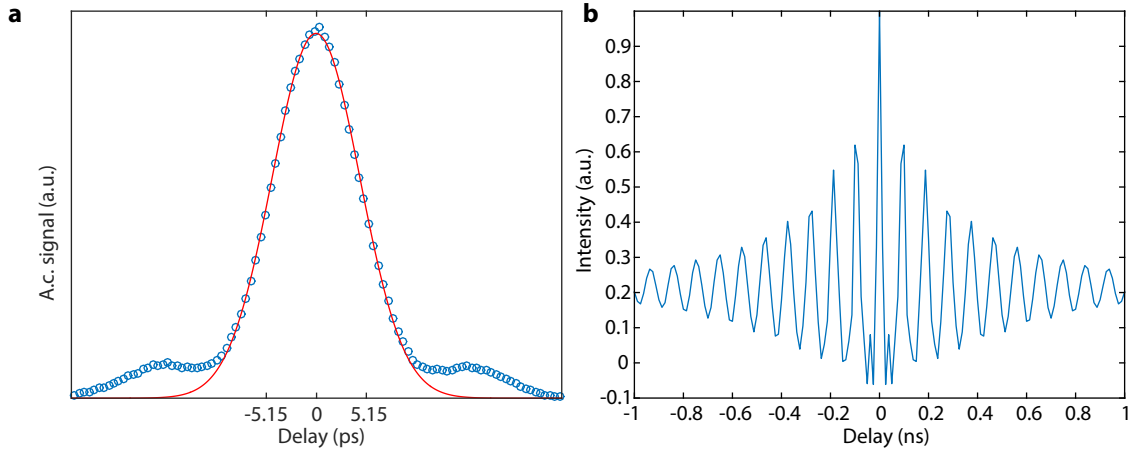 a
A.c. signal (a.u.)
-5.15 0 5.15
Delay (ps)
b
Intensity (a.u.)
0.9
0.8
0.7
0.6
0.5
0.4
0.3
0.2
0.1
0
-0.1
-1 -0.8 -0.6 -0.4 -0.2 0 0.2 0.4 0.6 0.8 1
Delay (ns)